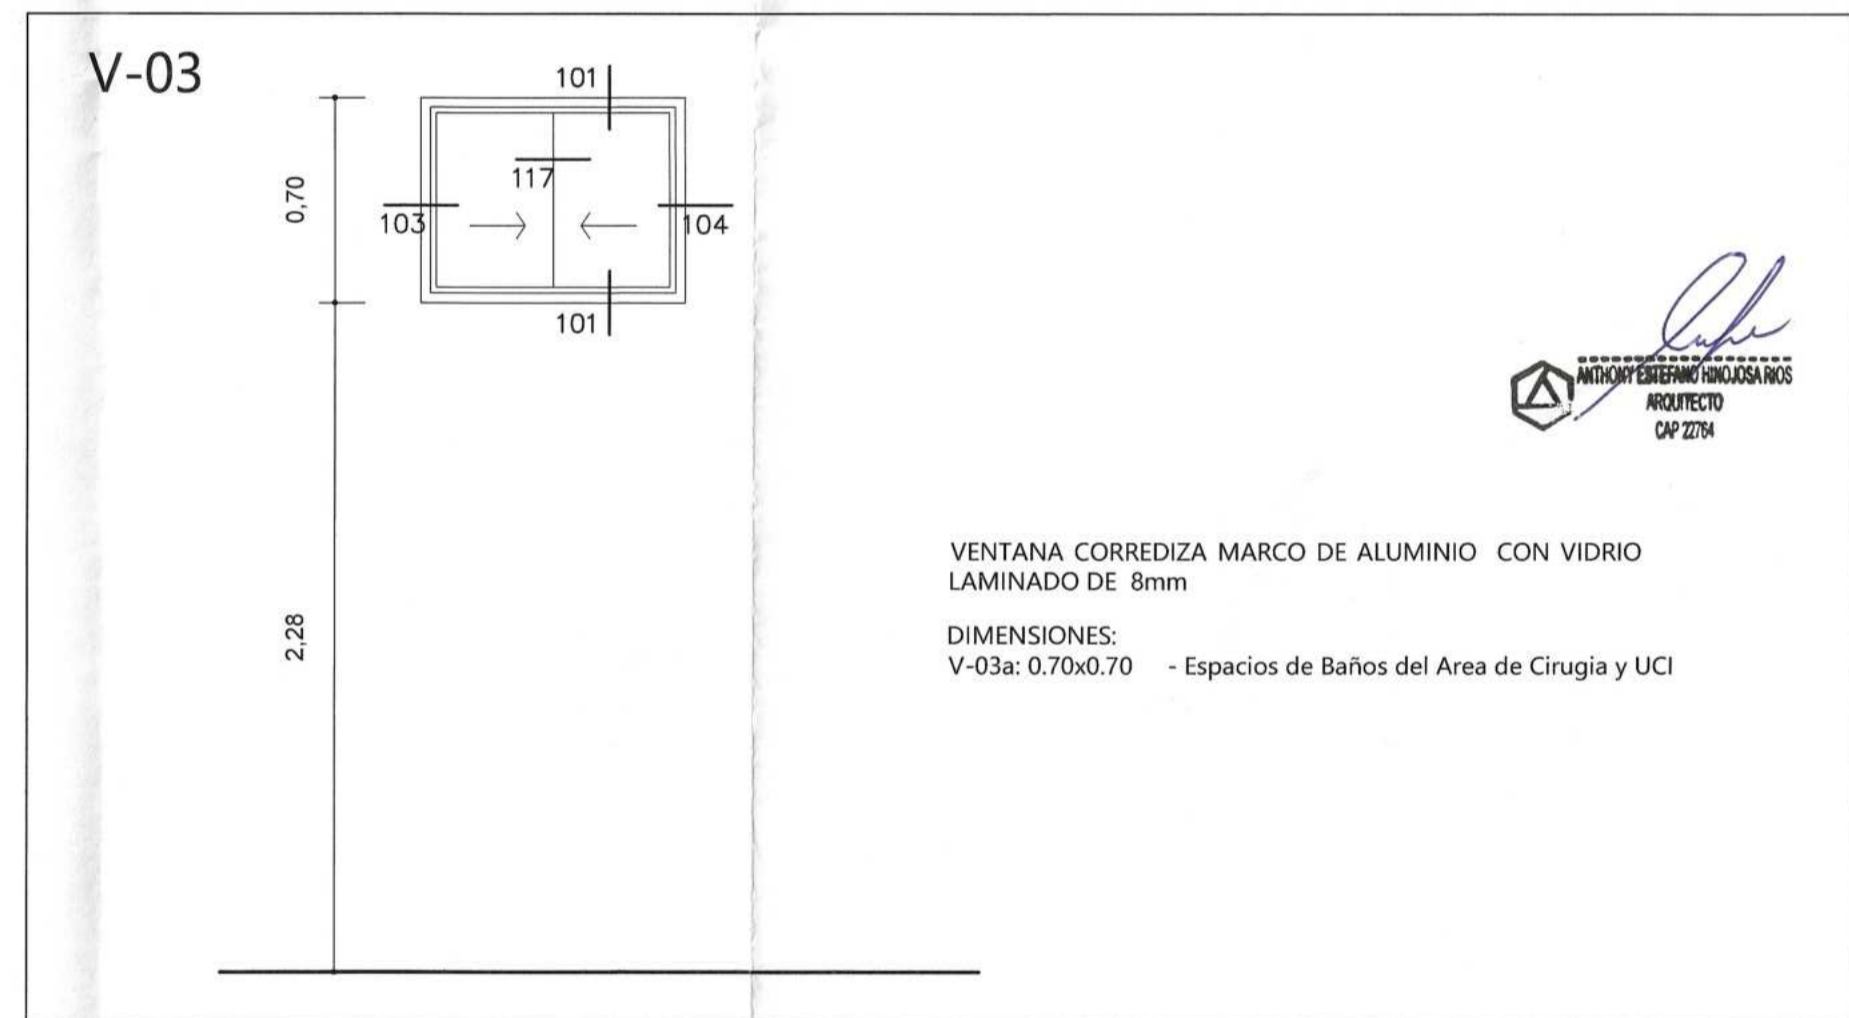 V-03
101
117
0,70
103
104
101
ANTHONY ESTEFANO HINOJOSA RIOS
ARQUITECTO
CAP 22764
VENTANA CORREDIZA MARCO DE ALUMINIO CON VIDRIO
LAMINADO DE 8mm
2,28
DIMENSIONES:
V-03a: 0.70x0.70 - Espacios de Baños del Area de Cirugia y UCI